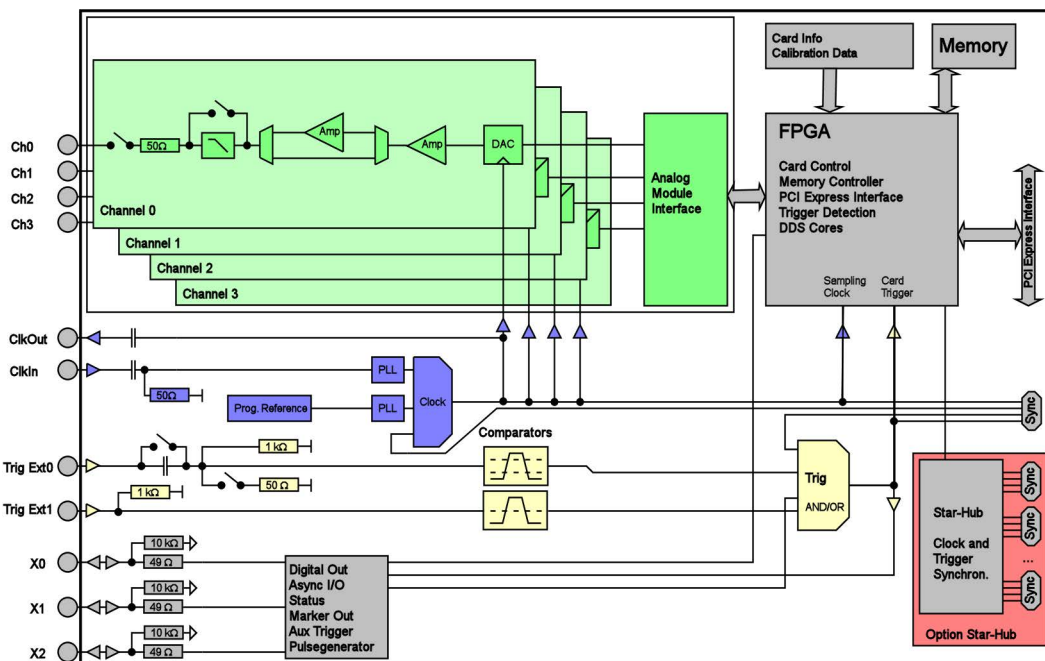 Card Info
Calibration Data
Memory
Ch0
Ch1
Ch2
Ch3
50Ω
Amp
Amp
DAC
Channel 0
Channel 1
Channel 2
Channel 3
Analog
Module
Interface
FPGA
Card Control
Memory Controller
PCI Express Interface
Trigger Detection
DDS Cores
Sampling
Clock
Card
Trigger
PCI Express Interface
ClkOut
ClkIn
50Ω
PLL
Prog. Reference
PLL
Clock
Sync
Comparators
Trig Ext0
1 kΩ
50 Ω
Trig Ext1
1 kΩ
Trig
AND/OR
X0
10 kΩ
49 Ω
X1
10 kΩ
49 Ω
X2
10 kΩ
49 Ω
Digital Out
Async I/O
Status
Marker Out
Aux Trigger
Pulsegenerator
Star-Hub
Clock and
Trigger
Synchron.
Sync
Sync
...
Sync
Option Star-Hub